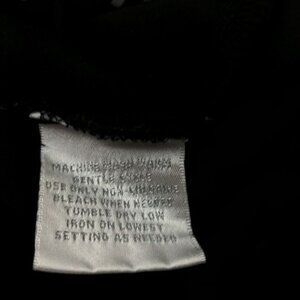 MACHINE WASH WARM
GENTLE CYCLE
USE ONLY NON-CHLORINE
BLEACH WHEN NEEDED
TUMBLE DRY LOW
IRON ON LOWEST
SETTING AS NEEDED